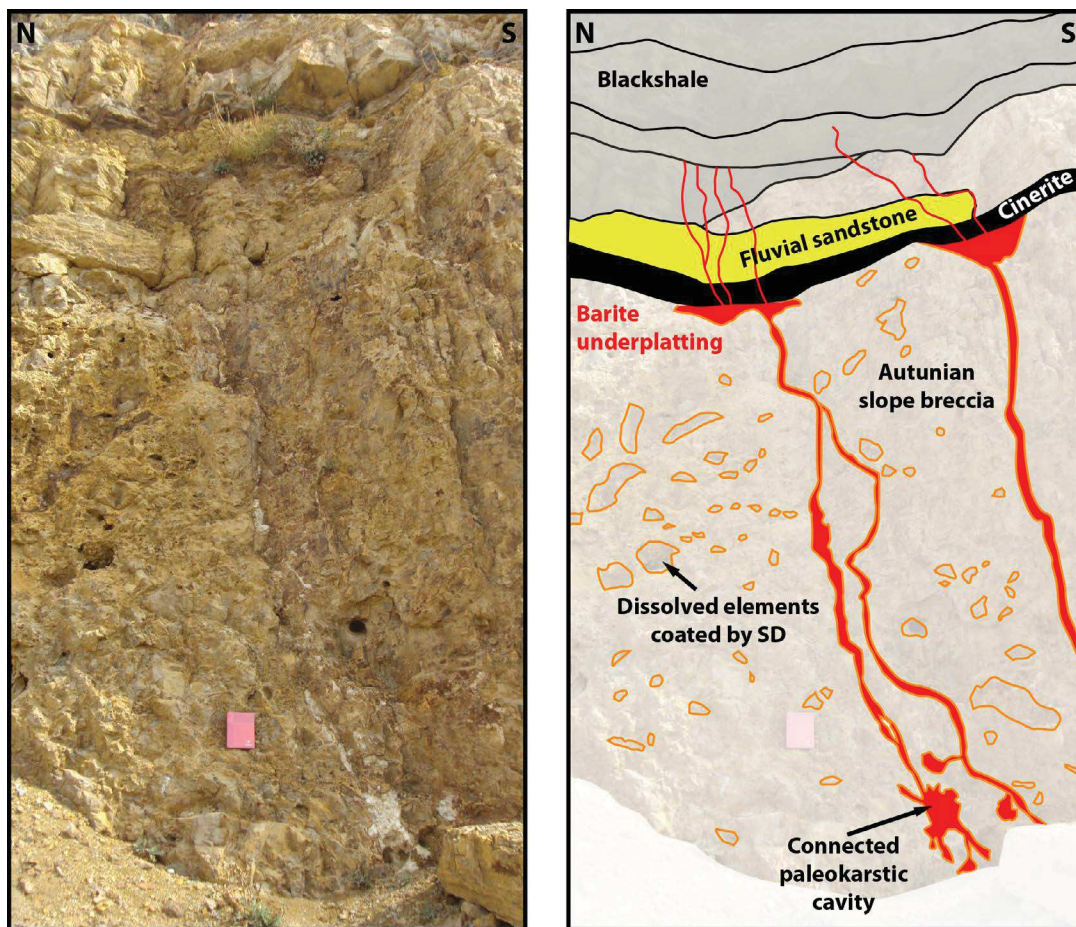 N
S
N
S
Blackshale
Cinerite
Fluvial sandstone
Barite
underplatting
Autunian
slope breccia
Dissolved elements
coated by SD
Connected
paleokarstic
cavity